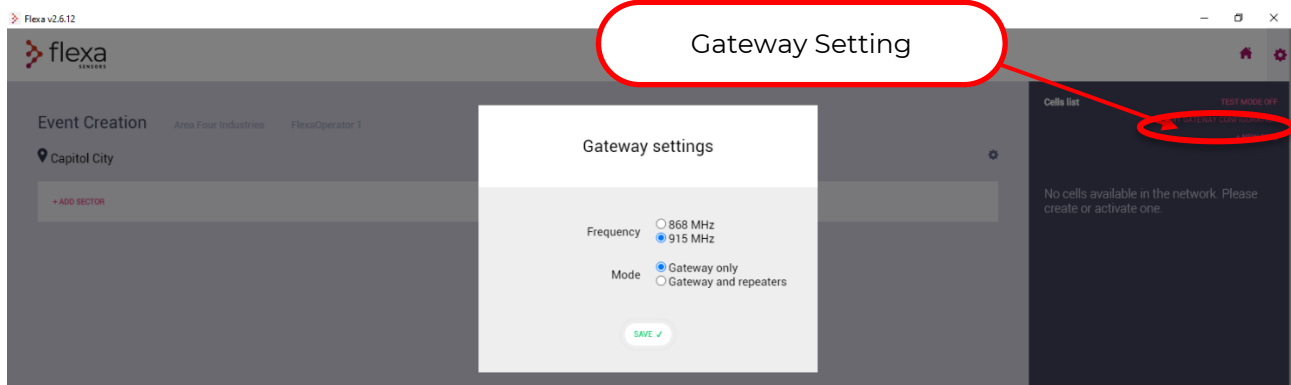 Flexa v2.6.12
flexa
SENSORS
Gateway Setting
Event Creation Area Four Industries FlexaOperator 1
Capitol City
+ ADD SECTOR
Gateway settings
Frequency
868 MHz
915 MHz
Mode
Gateway only
Gateway and repeaters
SAVE ✓
Cells list
TEST MODE OFF
GATEWAY
No cells available in the network. Please
create or activate one.